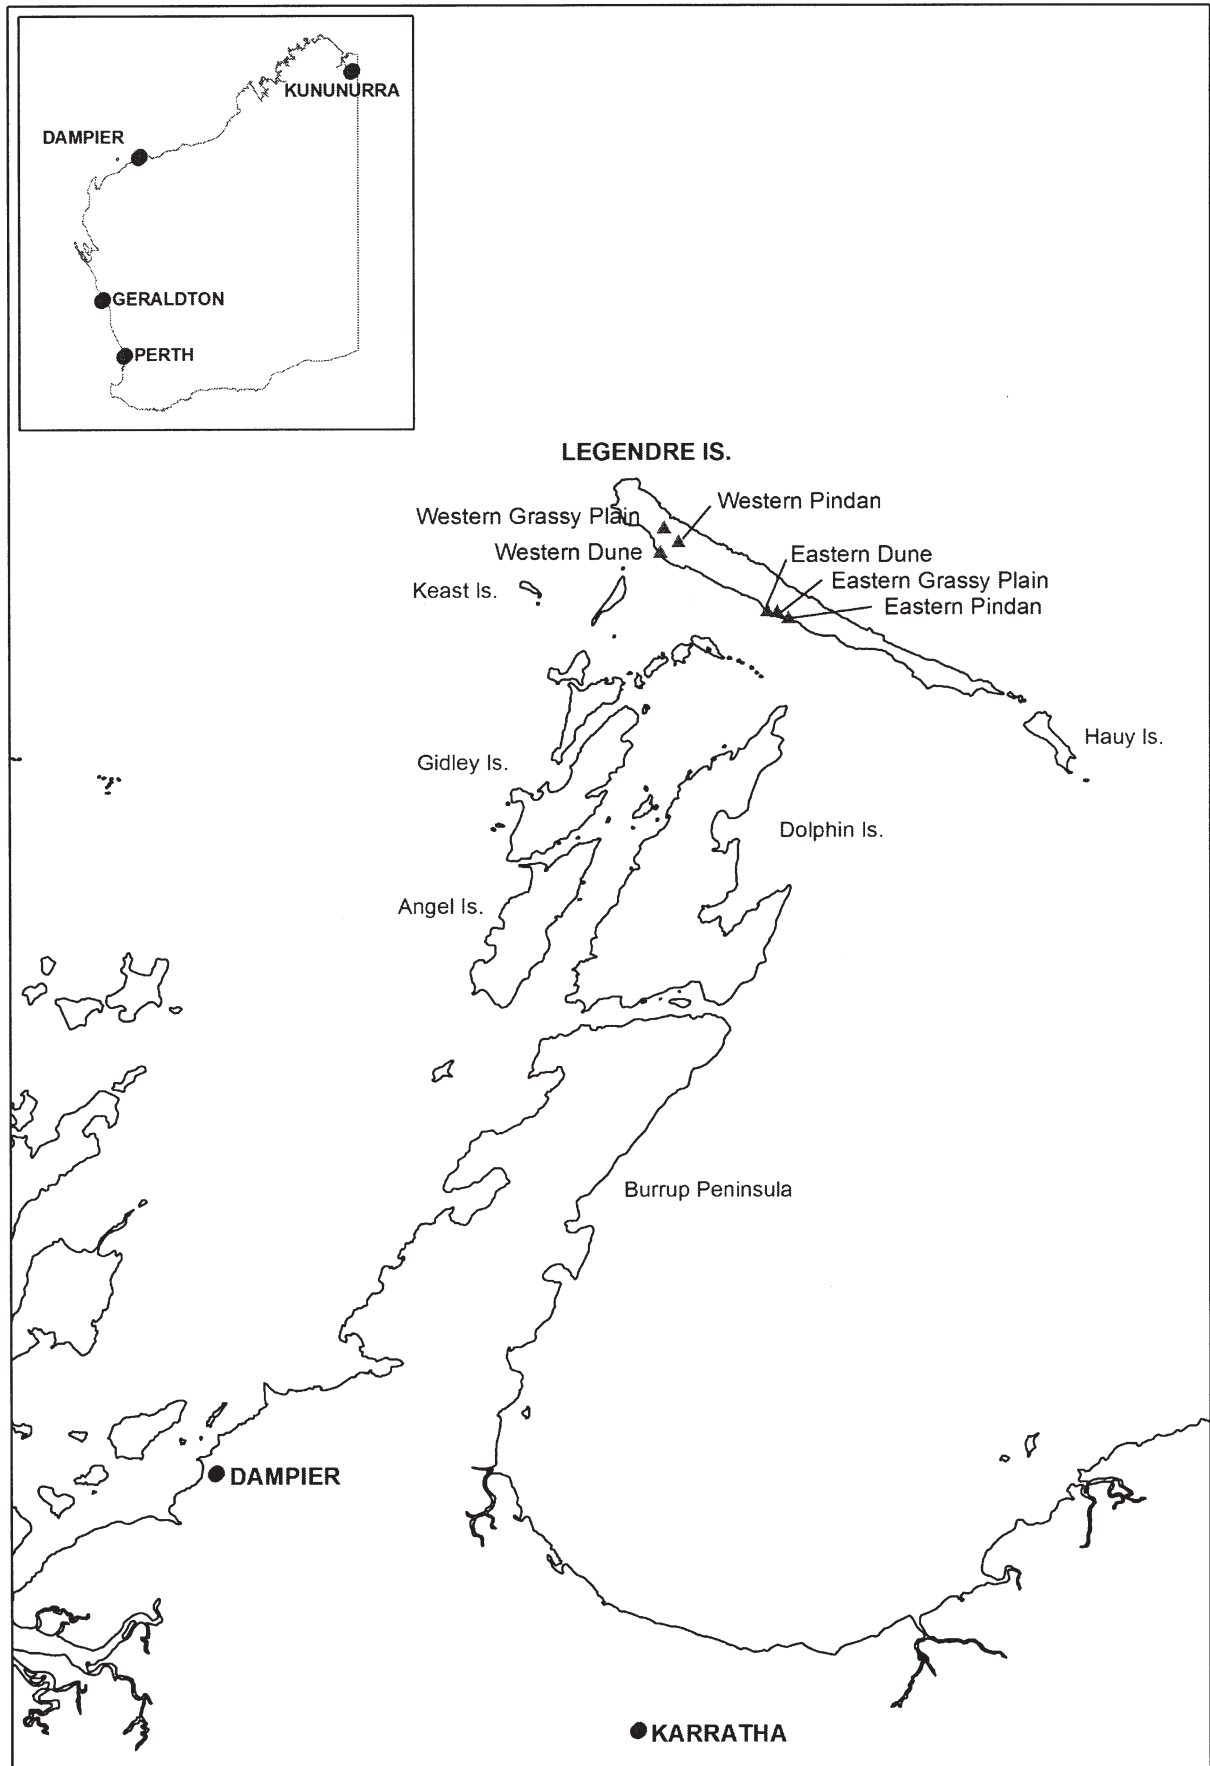 KUNUNURRA
DAMPIER
GERALDTON
PERTH
LEGENDRE IS.
Western Pindan
Western Grassy Plain
Western Dune
Eastern Dune
Eastern Grassy Plain
Eastern Pindan
Keast Is.
Hauy Is.
Gidley Is.
Dolphin Is.
Angel Is.
Burrup Peninsula
DAMPIER
KARRATHA